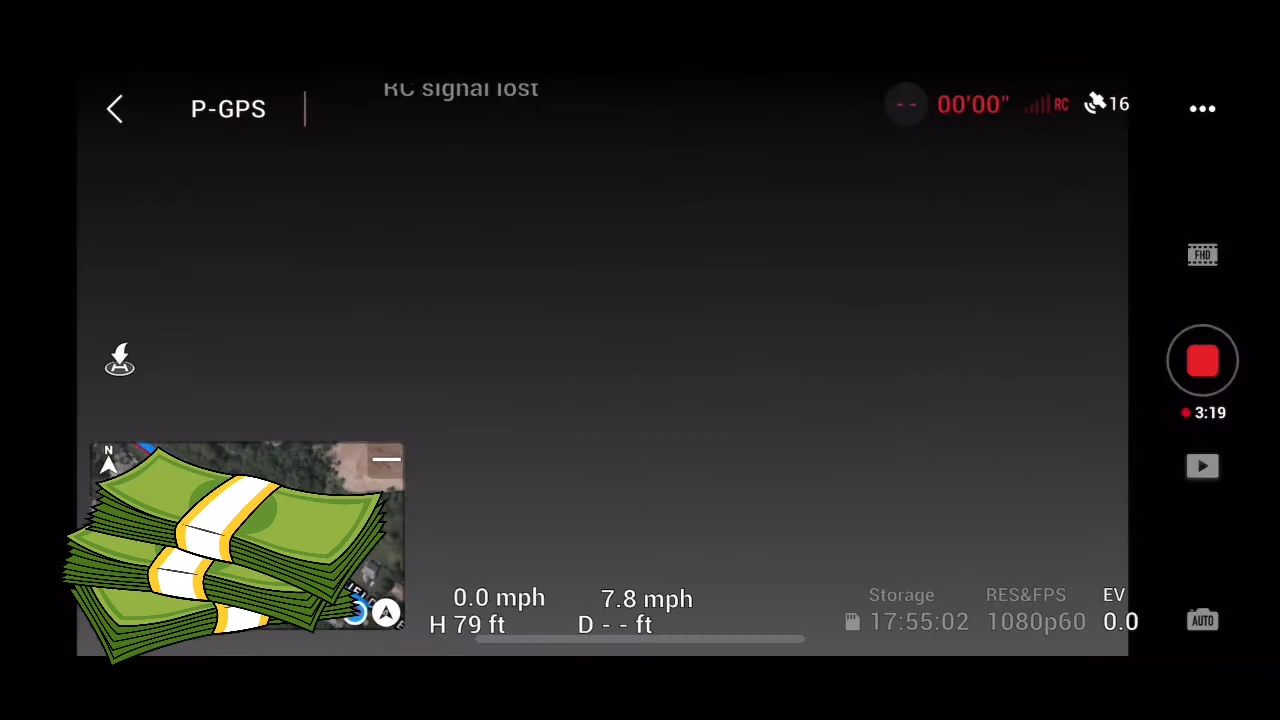 RC signal lost
P-GPS
-- 00'00" RC 16
FHD
3:19
N
0.0 mph 7.8 mph
H 79 ft D -- ft
Storage RES&FPS EV
17:55:02 1080p60 0.0
AUTO